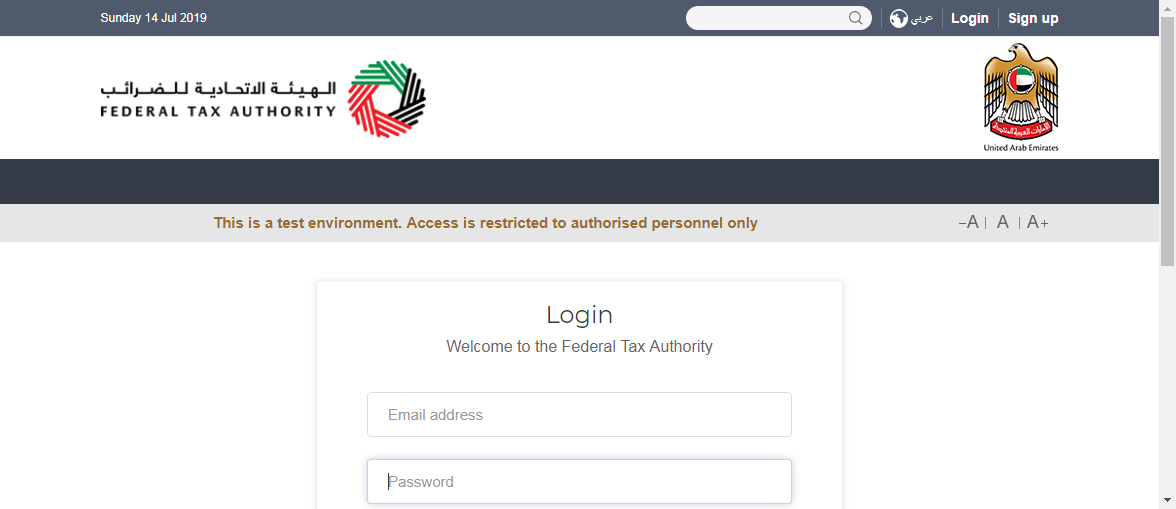 Sunday 14 Jul 2019
عربي
Login
Sign up
الهيئة الاتحادية للضرائب
FEDERAL TAX AUTHORITY
الإمارات العربية المتحدة
United Arab Emirates
This is a test environment. Access is restricted to authorised personnel only
-A | A | A+
Login
Welcome to the Federal Tax Authority
Email address
Password